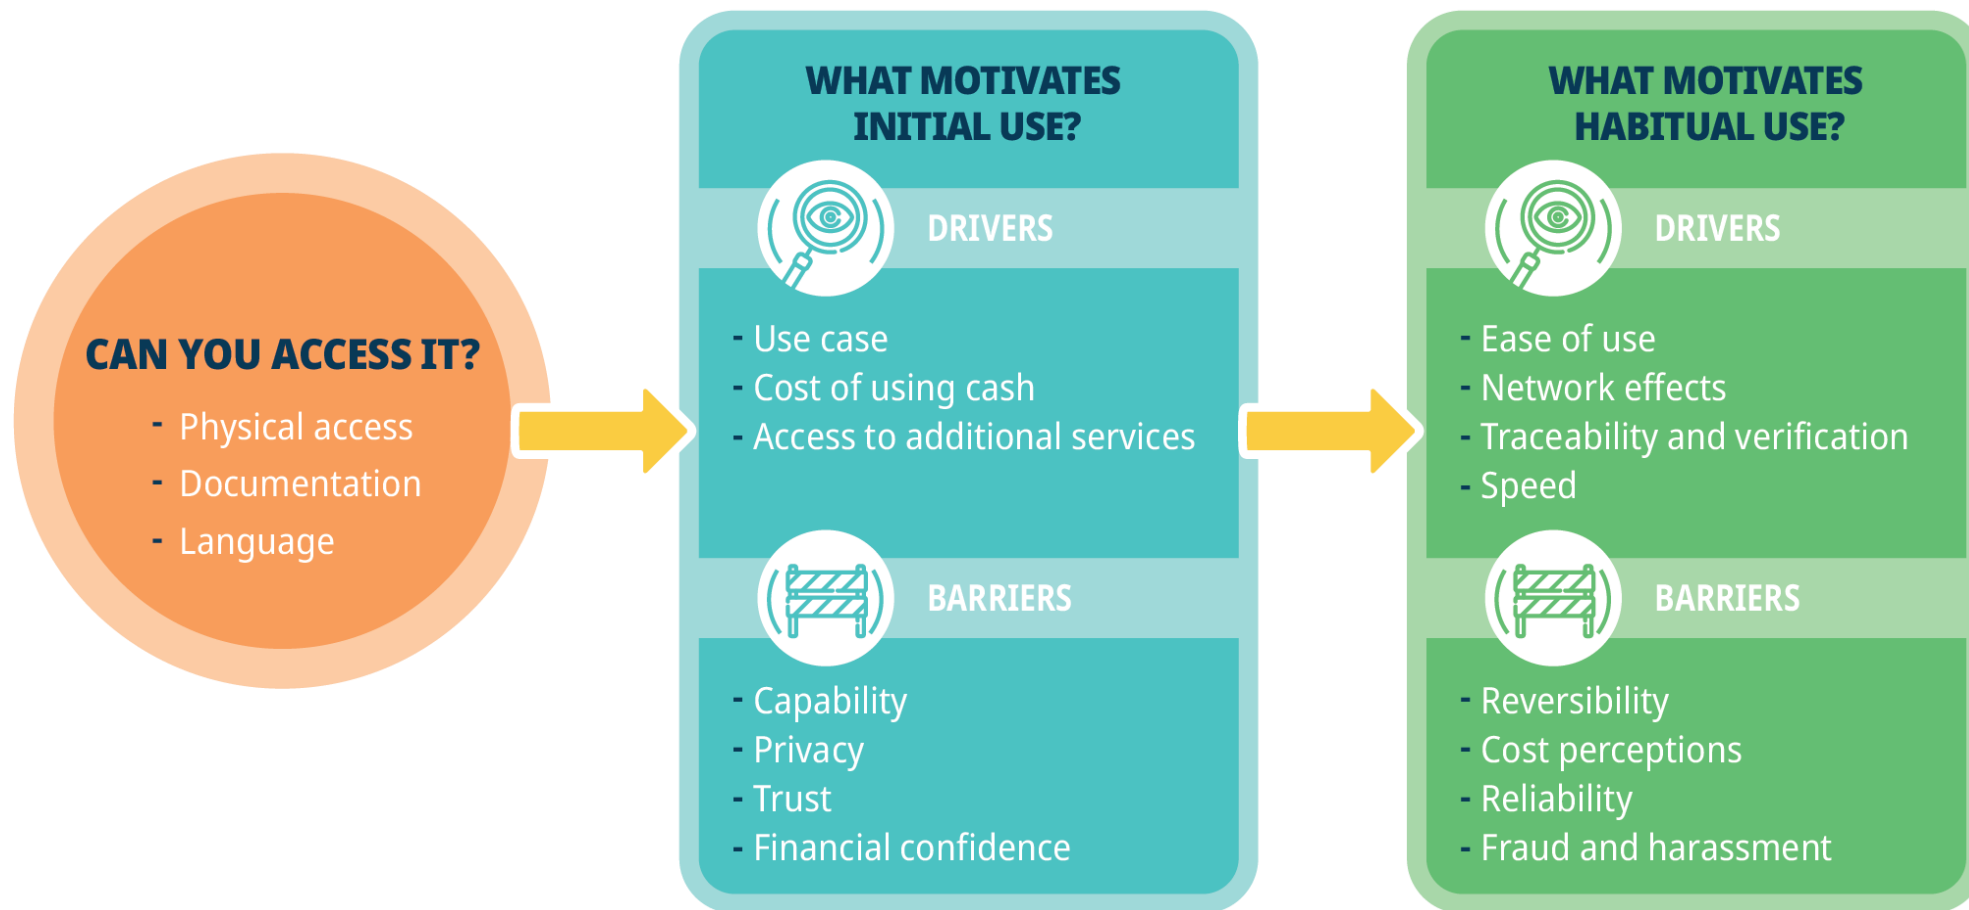 CAN YOU ACCESS IT?
- Physical access
- Documentation
- Language
WHAT MOTIVATES
INITIAL USE?
DRIVERS
- Use case
- Cost of using cash
- Access to additional services
BARRIERS
- Capability
- Privacy
- Trust
- Financial confidence
WHAT MOTIVATES
HABITUAL USE?
DRIVERS
- Ease of use
- Network effects
- Traceability and verification
- Speed
BARRIERS
- Reversibility
- Cost perceptions
- Reliability
- Fraud and harassment